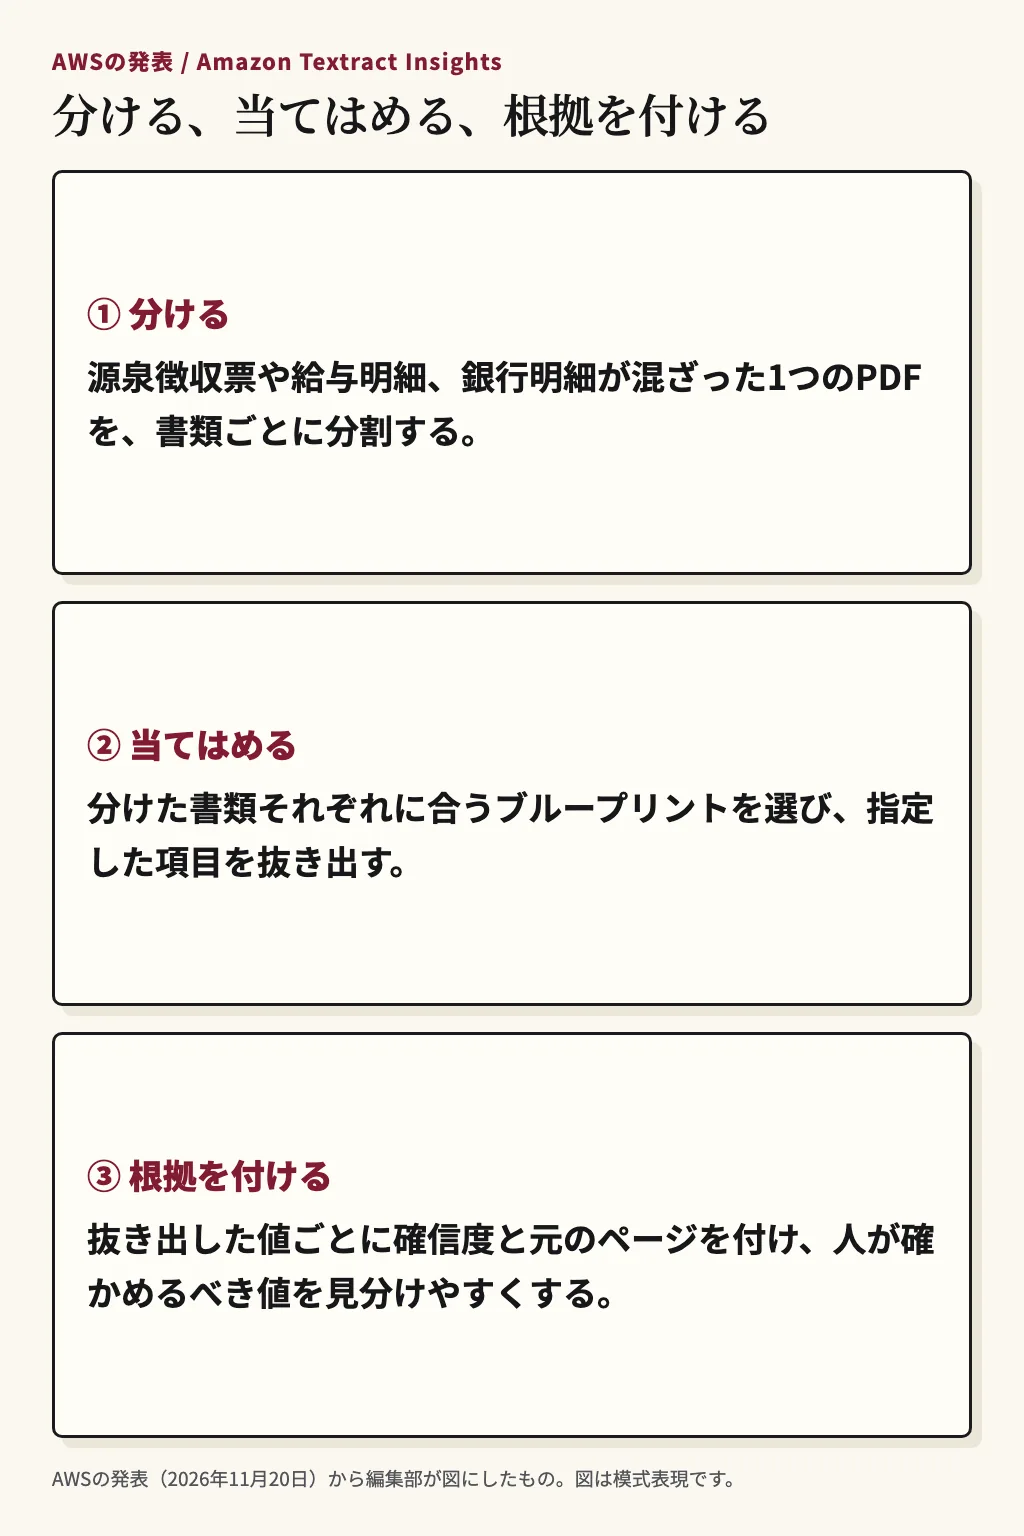 AWSの発表 / Amazon Textract Insights
分ける、当てはめる、根拠を付ける
① 分ける
源泉徴収票や給与明細、銀行明細が混ざった1つのPDF
を、書類ごとに分割する。
② 当てはめる
分けた書類それぞれに合うブループリントを選び、指定
した項目を抜き出す。
③ 根拠を付ける
抜き出した値ごとに確信度と元のページを付け、人が確
かめるべき値を見分けやすくする。
AWSの発表（2026年11月20日）から編集部が図にしたもの。図は模式表現です。